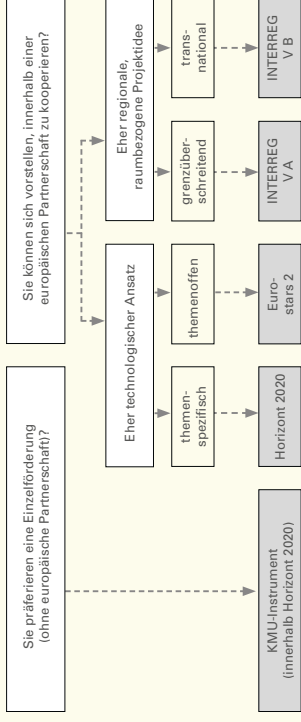 Sie präferieren eine Einzelförderung
(ohne europäische Partnerschaft)?
Sie können sich vorstellen, innerhalb einer
europäischen Partnerschaft zu kooperieren?
Eher technologischer Ansatz
Eher regionale,
raumbezogene Projektidee
themen-
spezifisch
themenoffen
grenzüber-
schreitend
trans-
national
KMU-Instrument
(innerhalb Horizont 2020)
Horizont 2020
Euro-
stars 2
INTERREG
V A
INTERREG
V B